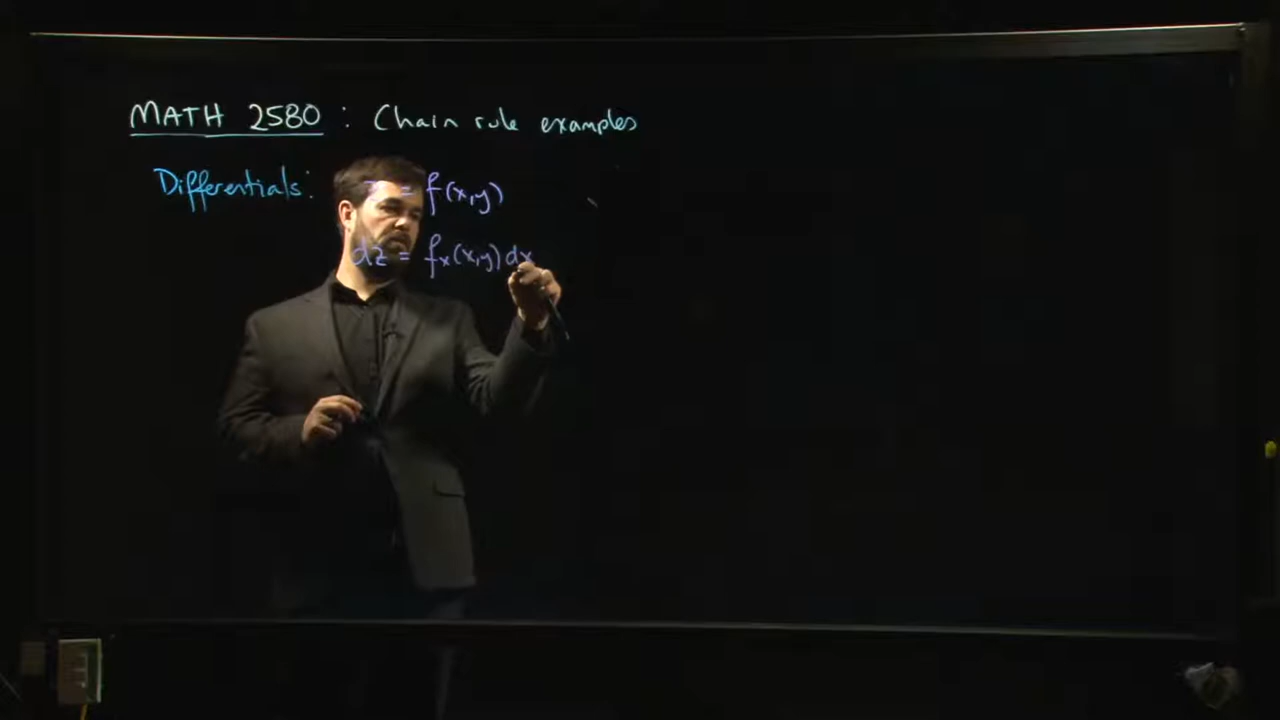 MATH 2580 : Chain rule examples
Differentials: z = f(x,y)
dz = fx(x,y)dx